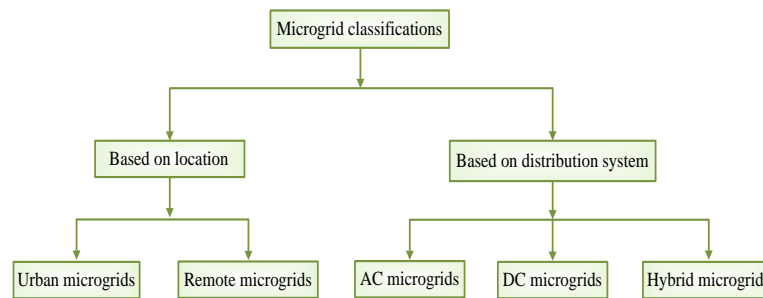 Microgrid classifications
Based on location
Based on distribution system
Urban microgrids
Remote microgrids
AC microgrids
DC microgrids
Hybrid microgrid